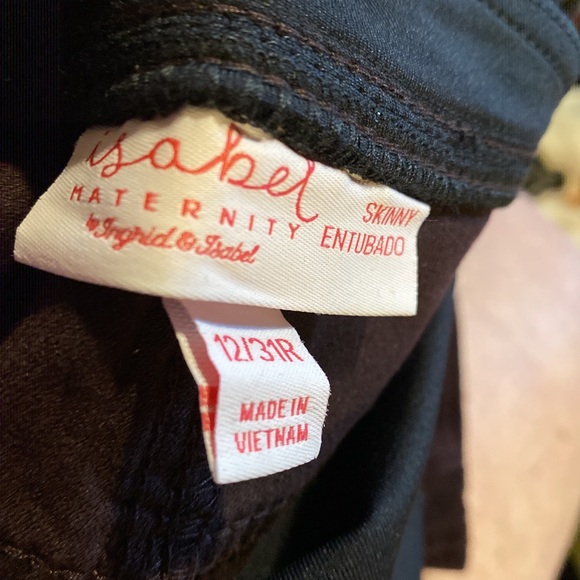 isabel
MATERNITY
by Ingrid & Isabel
SKINNY
ENTUBADO
12/31R
MADE IN
VIETNAM